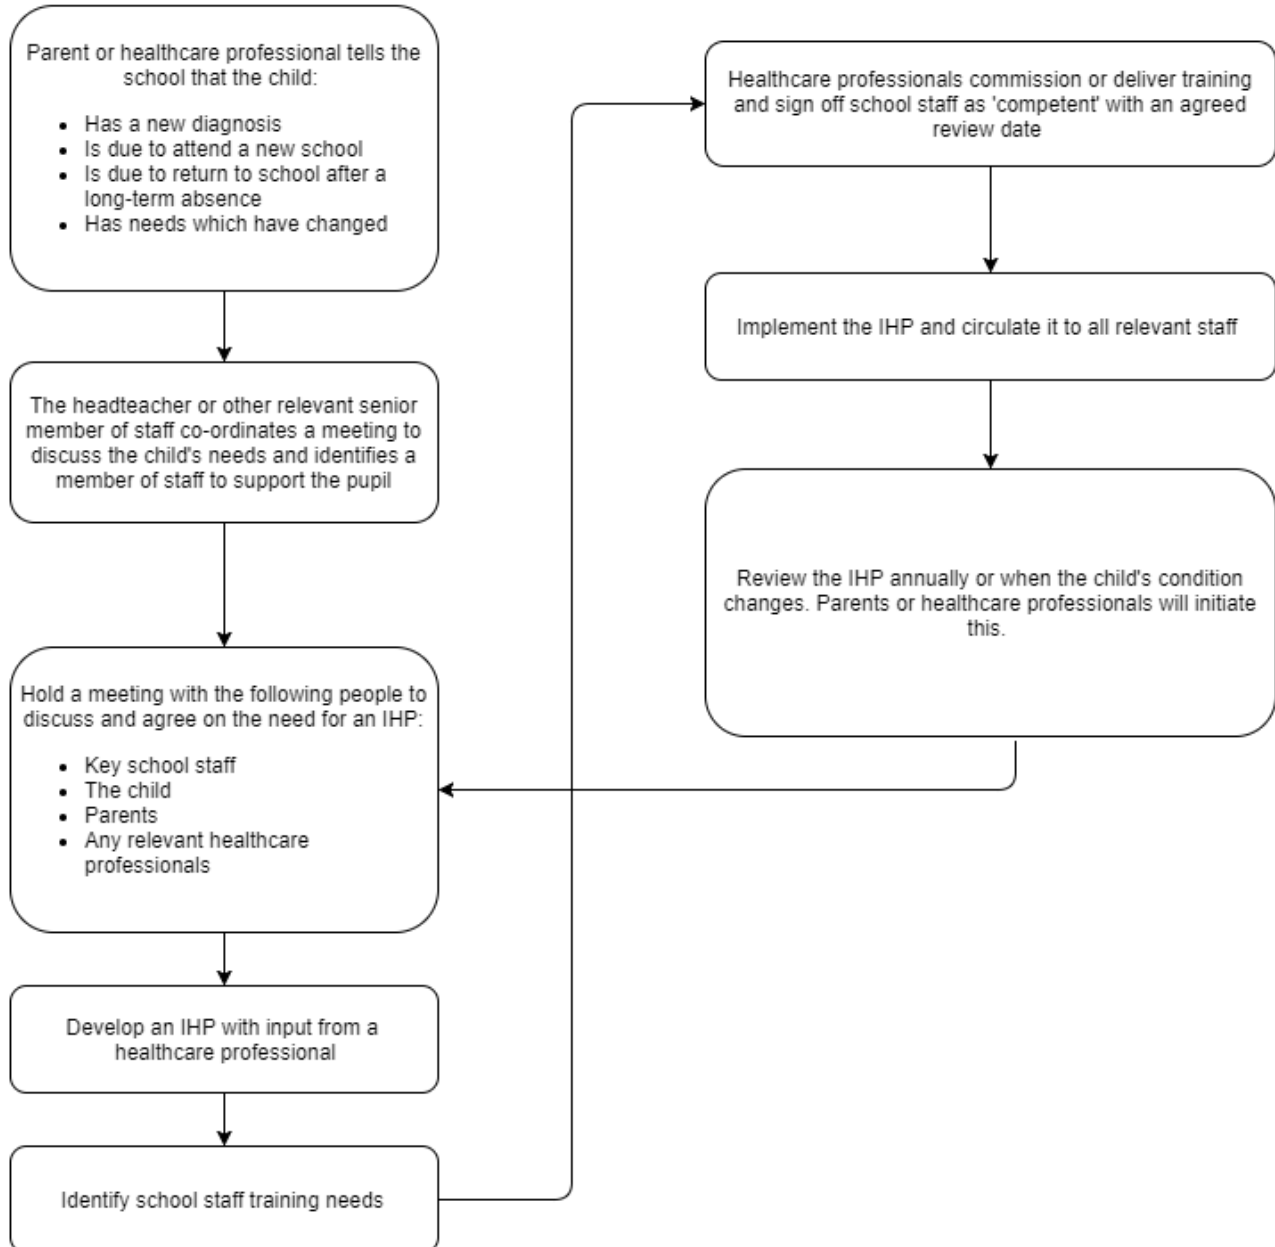 Parent or healthcare professional tells the
school that the child:
• Has a new diagnosis
• Is due to attend a new school
• Is due to return to school after a
long-term absence
• Has needs which have changed
The headteacher or other relevant senior
member of staff co-ordinates a meeting to
discuss the child's needs and identifies a
member of staff to support the pupil
Hold a meeting with the following people to
discuss and agree on the need for an IHP:
• Key school staff
• The child
• Parents
• Any relevant healthcare
professionals
Develop an IHP with input from a
healthcare professional
Identify school staff training needs
Healthcare professionals commission or deliver training
and sign off school staff as 'competent' with an agreed
review date
Implement the IHP and circulate it to all relevant staff
Review the IHP annually or when the child's condition
changes. Parents or healthcare professionals will initiate
this.